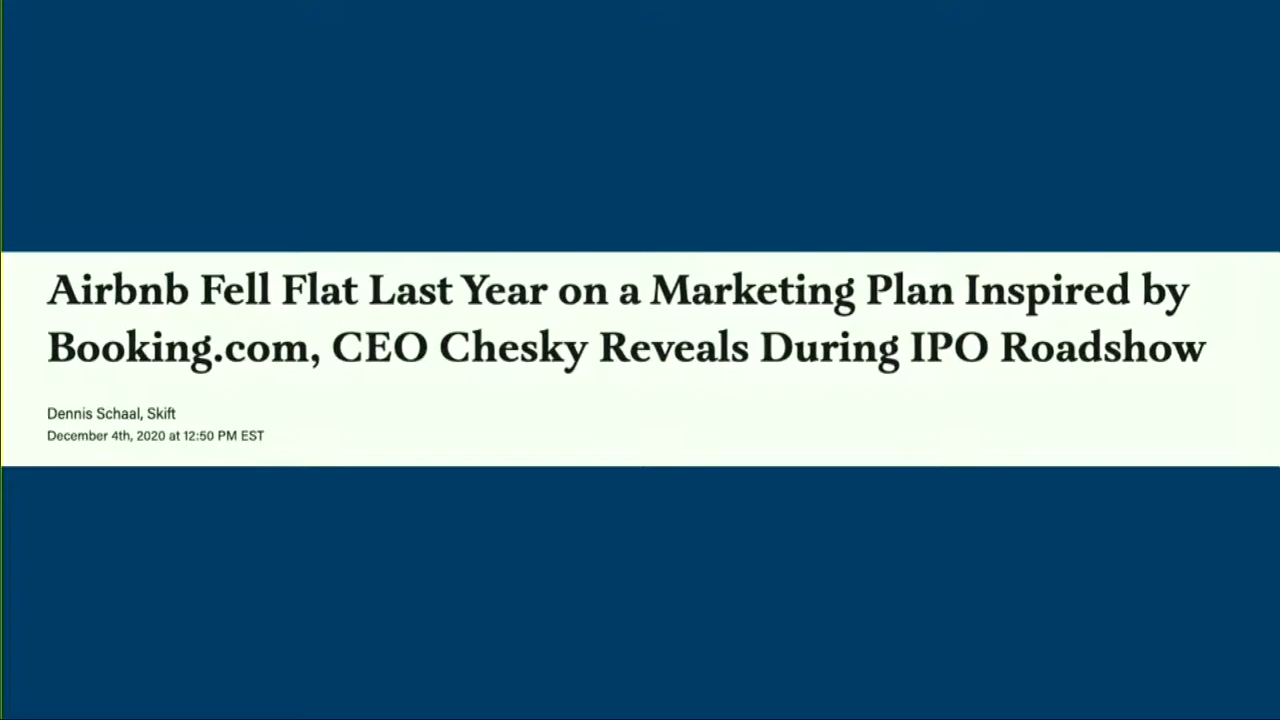 Airbnb Fell Flat Last Year on a Marketing Plan Inspired by
Booking.com, CEO Chesky Reveals During IPO Roadshow
Dennis Schaal, Skift
December 4th, 2020 at 12:50 PM EST